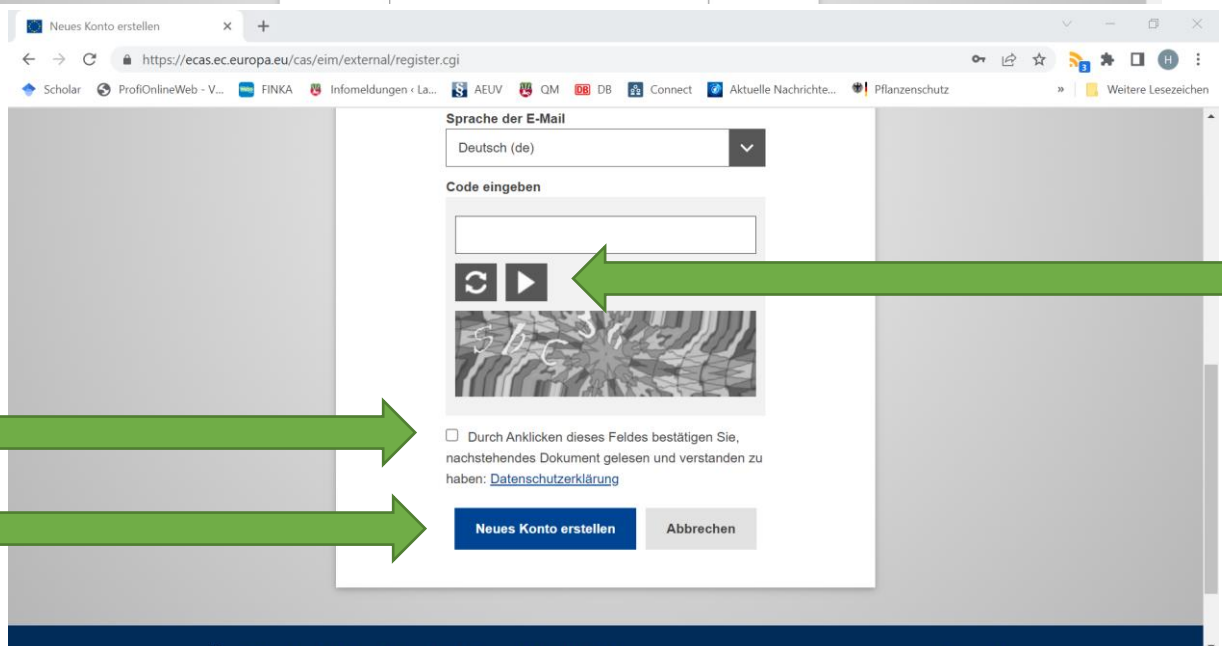 Neues Konto erstellen
https://ecas.ec.europa.eu/cas/eim/external/register.cgi
H
3
Scholar ProfiOnlineWeb - V... FINKA Infomeldungen ‹ La... § AEUV QM DB DB Connect Aktuelle Nachrichte... Pflanzenschutz » Weitere Lesezeichen
Sprache der E-Mail
Deutsch (de)
Code eingeben
Durch Anklicken dieses Feldes bestätigen Sie,
nachstehendes Dokument gelesen und verstanden zu
haben: Datenschutzerklärung
Neues Konto erstellen Abbrechen